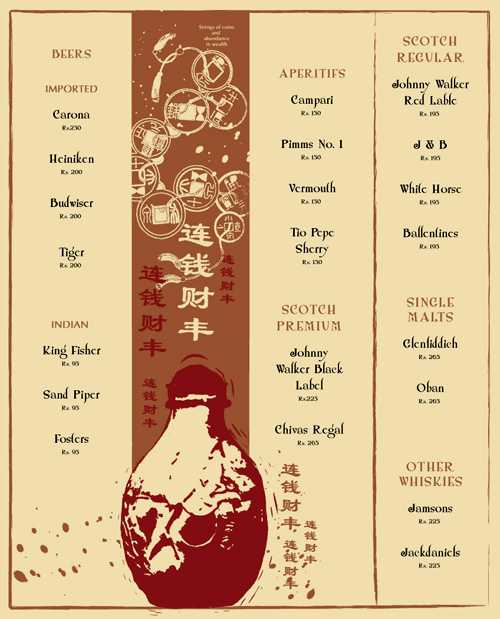 BEERS
IMPORTED
Carona
Rs.250
Heiniken
Rs. 200
Budwiser
Rs. 200
Tiger
Rs. 200
INDIAN
King Fisher
Rs. 95
Sand Piper
Rs. 95
Fosters
Rs. 95
Strings of coins
and
abundance
in wealth
连钱财丰
连钱财丰
连钱财丰
连钱财丰
连钱财丰
连钱财丰
连钱财丰
APERITIFS
Campari
Rs. 150
Pimms No. 1
Rs. 150
Vermouth
Rs. 150
Tio Pepe
Sherry
Rs. 150
SCOTCH
PREMIUM
Johnny
Walker Black
Label
Rs.225
Chivas Regal
Rs. 265
SCOTCH
REGULAR
Johnny Walker
Red Lable
Rs. 195
J & B
Rs. 195
White Horse
Rs. 195
Ballentines
Rs. 195
SINGLE
MALTS
Glenfiddich
Rs. 265
Oban
Rs. 265
OTHER
WHISKIES
Jamsons
Rs. 225
Jackdaniels
Rs. 225